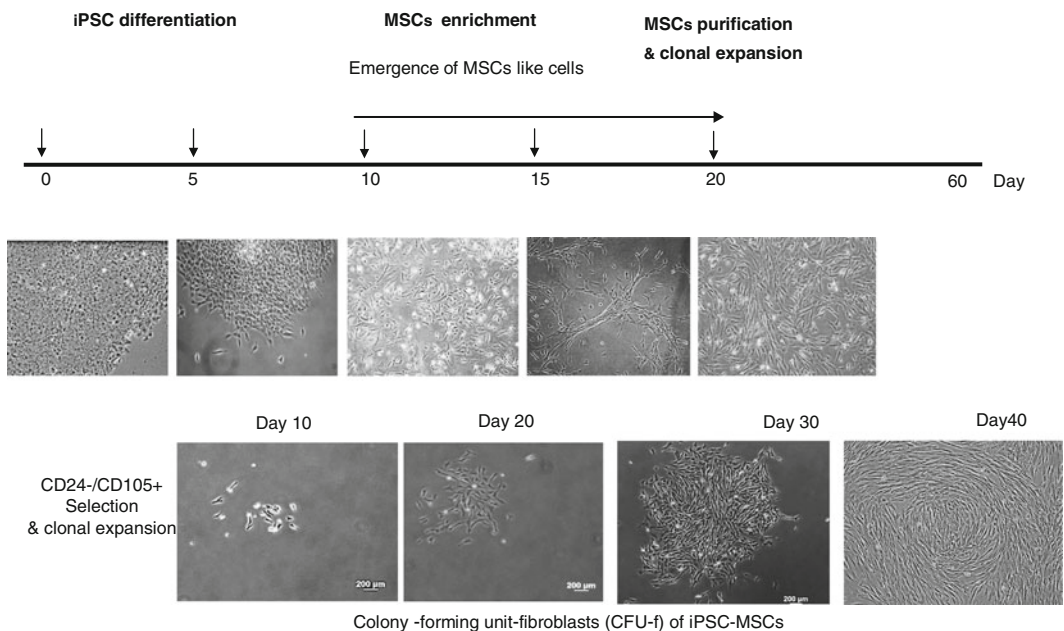 iPSC differentiation
MSCs enrichment
MSCs purification
& clonal expansion
Emergence of MSCs like cells
0 5 10 15 20 60 Day
Day 10 Day 20 Day 30 Day40
CD24-/CD105+
Selection
& clonal expansion
200 μm
200 μm
200 μm
Colony -forming unit-fibroblasts (CFU-f) of iPSC-MSCs